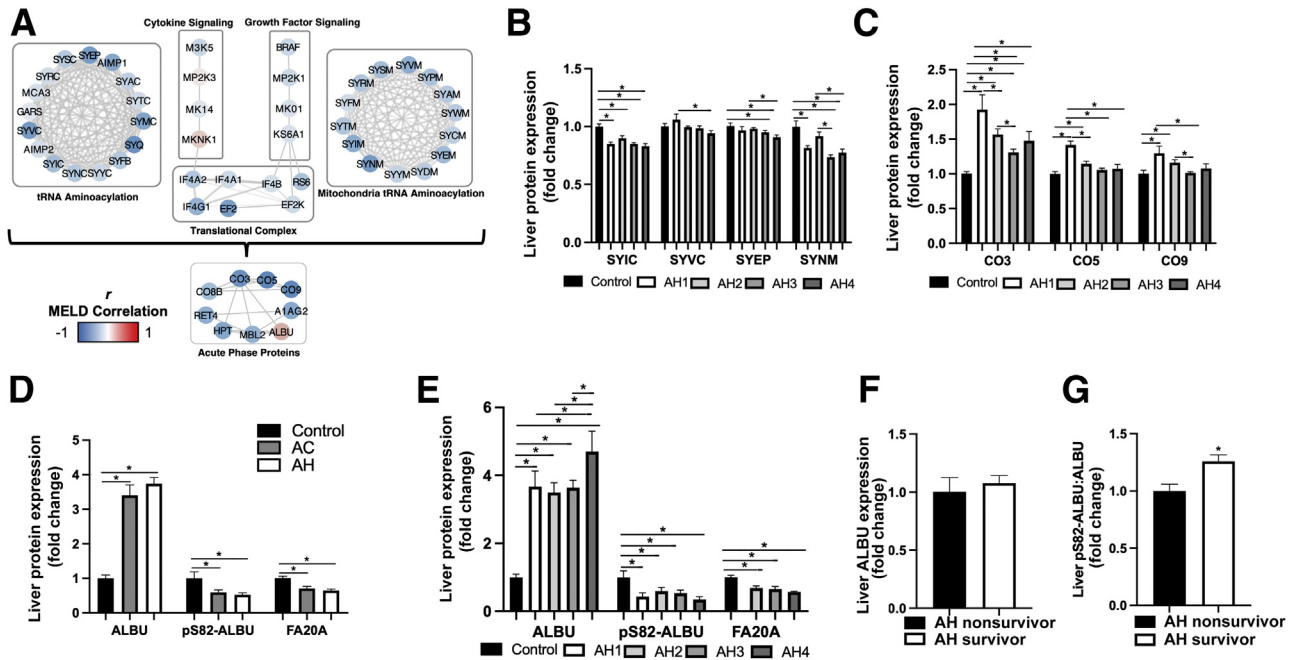 A
Cytokine Signaling
Growth Factor Signaling
SYSC
SYEP
AIMP1
SYRC
SYAC
MCA3
SYTC
GARS
SYMC
SYVC
SYQ
AIMP2
SYFB
SYIC
SYNC
SYYC
tRNA Aminoacylation
M3K5
MP2K3
MK14
MKNK1
BRAF
MP2K1
MK01
KS6A1
SYSM
SYVM
SYRM
SYPM
SYFM
SYAM
SYTM
SYWM
SYIM
SYCM
SYNM
SYEM
SYYM
SYDM
Mitochondria tRNA Aminoacylation
IF4A2
IF4A1
IF4B
RS6
IF4G1
EF2
EF2K
Translational Complex
CO3
CO5
CO8B
CO9
RET4
A1AG2
HPT
MBL2
ALBU
Acute Phase Proteins
r
MELD Correlation
-1
1
B
Liver protein expression
(fold change)
1.5
1.0
0.5
0.0
* * * * * * * * * * * *
SYIC SYVC SYEP SYNM
Control AH1 AH2 AH3 AH4
C
Liver protein expression
(fold change)
2.5
2.0
1.5
1.0
0.5
0.0
CO3 CO5 CO9
Control AH1 AH2 AH3 AH4
D
Liver protein expression
(fold change)
5
4
3
2
1
0
Control
AC
AH
* *
* *
* *
ALBU pS82-ALBU FA20A
E
Liver protein expression
(fold change)
6
4
2
0
ALBU pS82-ALBU FA20A
Control AH1 AH2 AH3 AH4
F
Liver ALBU expression
(fold change)
1.5
1.0
0.5
0.0
AH nonsurvivor
AH survivor
G
Liver pS82-ALBU:ALBU
(fold change)
1.5
1.0
0.5
0.0
*
AH nonsurvivor
AH survivor